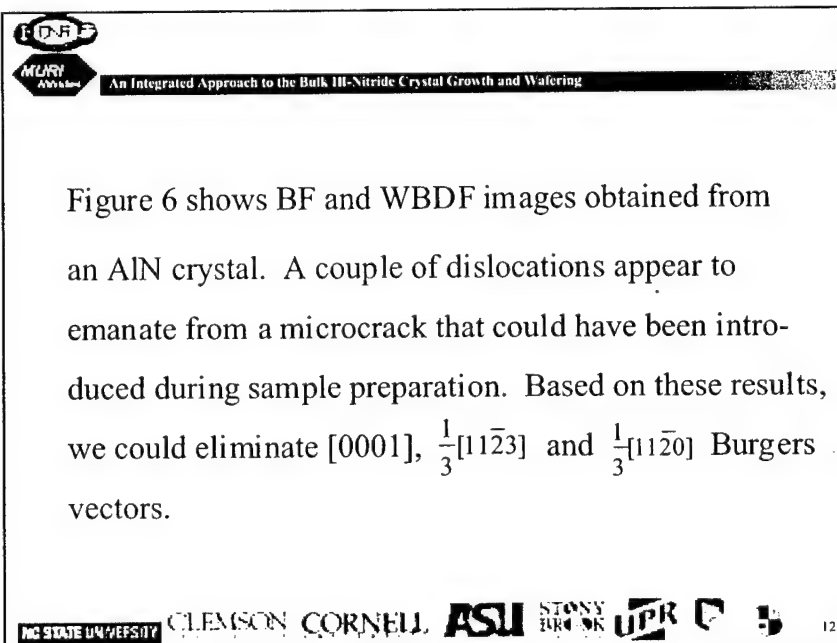 MURI
An Integrated Approach to the Bulk III-Nitride Crystal Growth and Wafering
Figure 6 shows BF and WBDF images obtained from
an AlN crystal. A couple of dislocations appear to
emanate from a microcrack that could have been intro-
duced during sample preparation. Based on these results,
we could eliminate [0001], 1/3[112̄3] and 1/3[112̄0] Burgers
vectors.
NC STATE UNIVERSITY CLEMSON CORNELL ASU STONY BROOK UPR 12